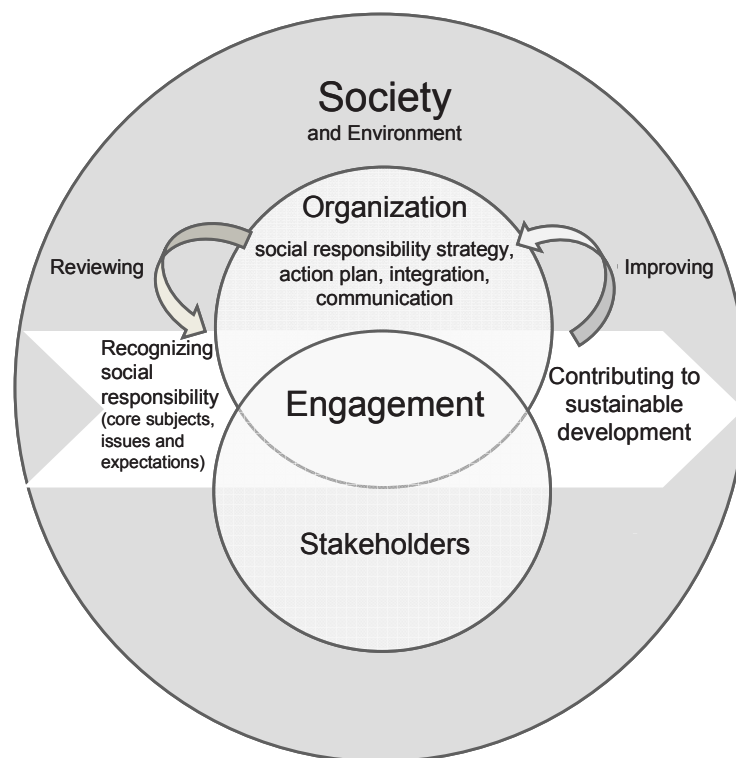 Society
and Environment
Organization
social responsibility strategy,
action plan, integration,
communication
Reviewing
Improving
Recognizing
social
responsibility
(core subjects,
issues and
expectations)
Engagement
Contributing to
sustainable
development
Stakeholders